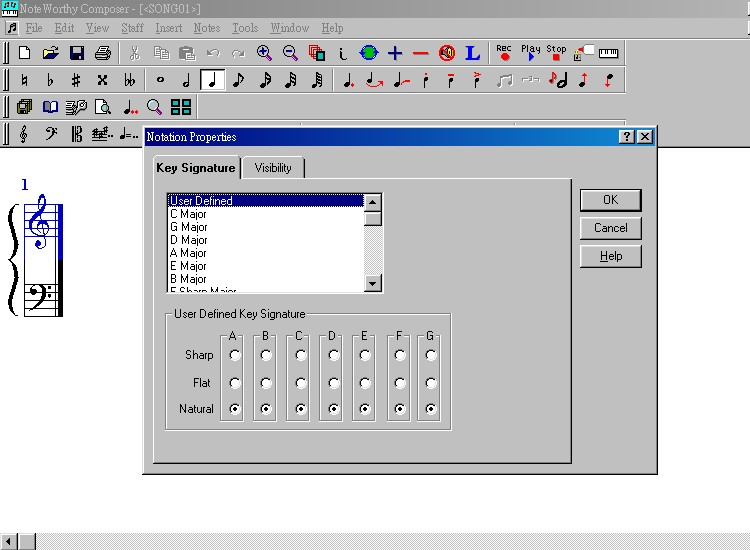 NoteWorthy Composer - [<SONG01>]
File Edit View Staff Insert Notes Tools Window Help
Rec Play Stop
L
1
Notation Properties
Key Signature Visibility
User Defined
C Major
G Major
D Major
A Major
E Major
B Major
F Sharp Major
OK
Cancel
Help
User Defined Key Signature
A B C D E F G
Sharp
Flat
Natural